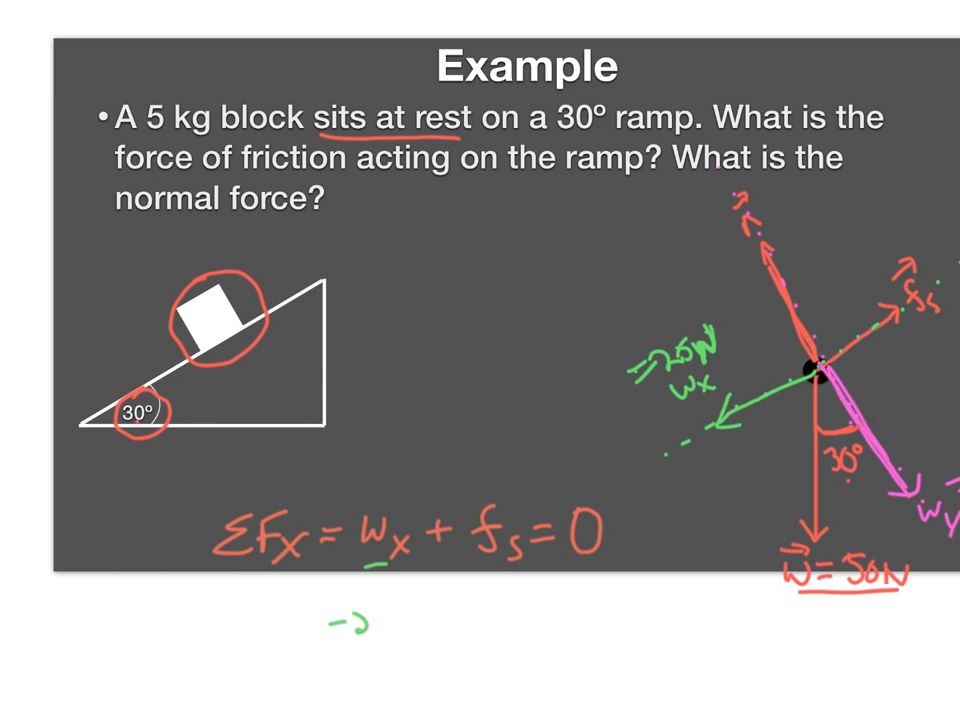 Example
• A 5 kg block sits at rest on a 30º ramp. What is the
force of friction acting on the ramp? What is the
normal force?
fs
=25N
wx
30º
30°
wy
ΣFx = wx + fs = 0
w = 50N